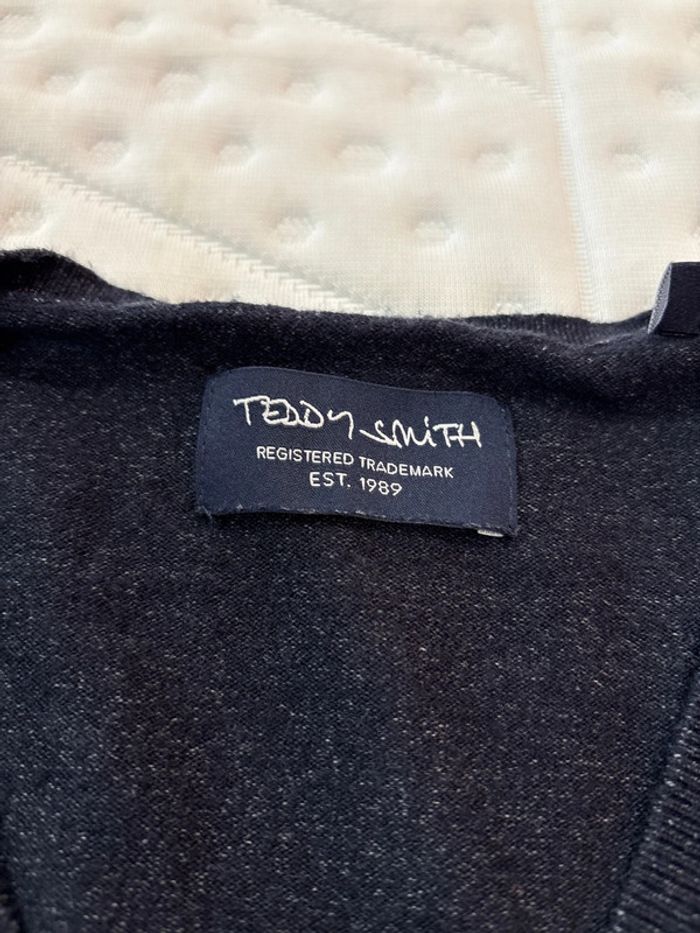 TEDDY SMITH
REGISTERED TRADEMARK
EST. 1989